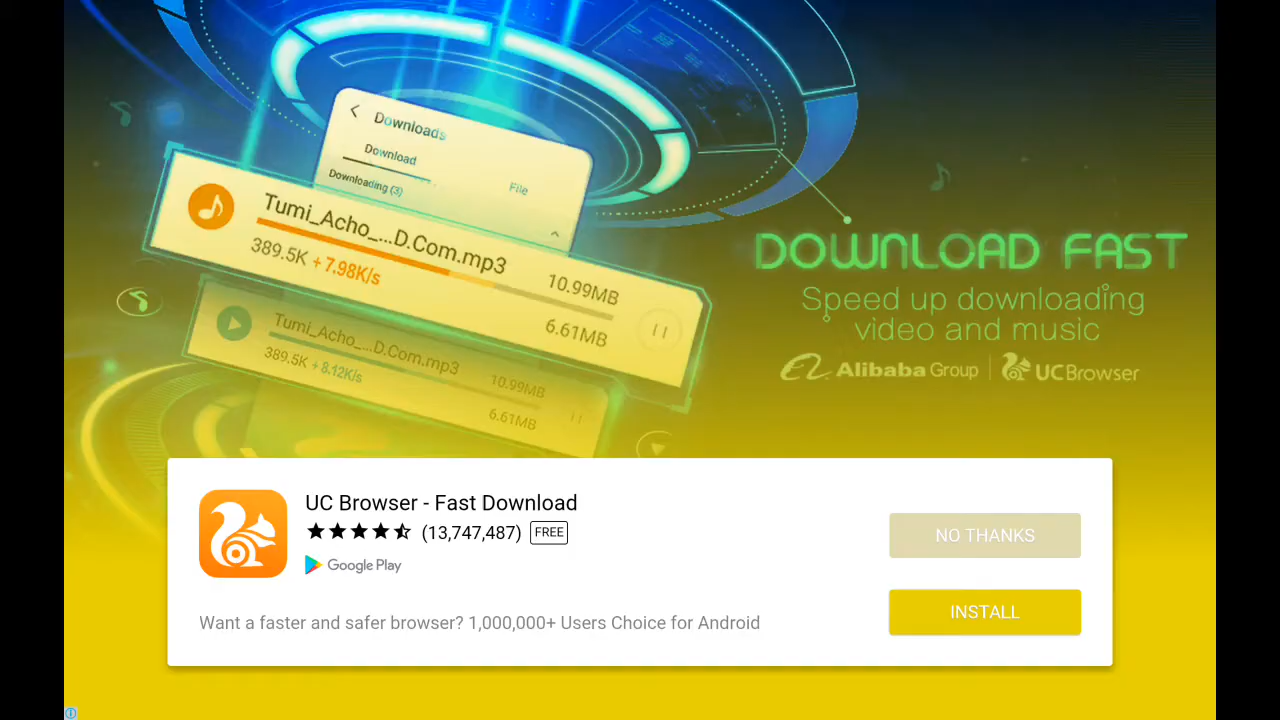 Downloads
Download
File
Downloading (3)
Tumi_Acho_...D.Com.mp3
389.5K +7.98K/s
10.99MB
6.61MB
Tumi_Acho_...D.Com.mp3
389.5K +8.12K/s
10.99MB
6.61MB
DOWNLOAD FAST
Speed up downloading
video and music
Alibaba Group | UC Browser
UC Browser - Fast Download
(13,747,487) FREE
Google Play
Want a faster and safer browser? 1,000,000+ Users Choice for Android
NO THANKS
INSTALL